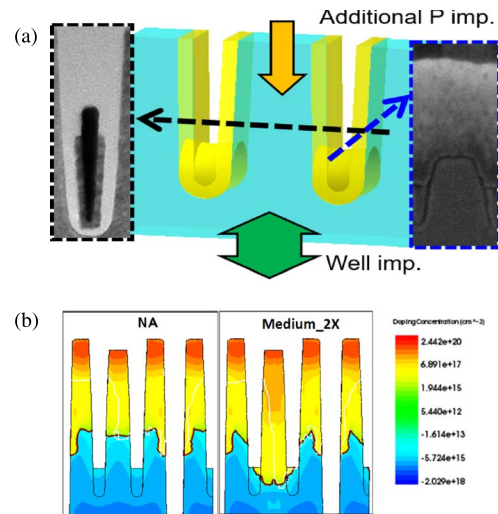 (a)
Additional P imp.
Well imp.
(b)
NA
Medium_2X
Doping Concentration (cm^-3)
2.442e+20
6.891e+17
1.944e+15
5.440e+12
-1.614e+13
-5.724e+15
-2.029e+18